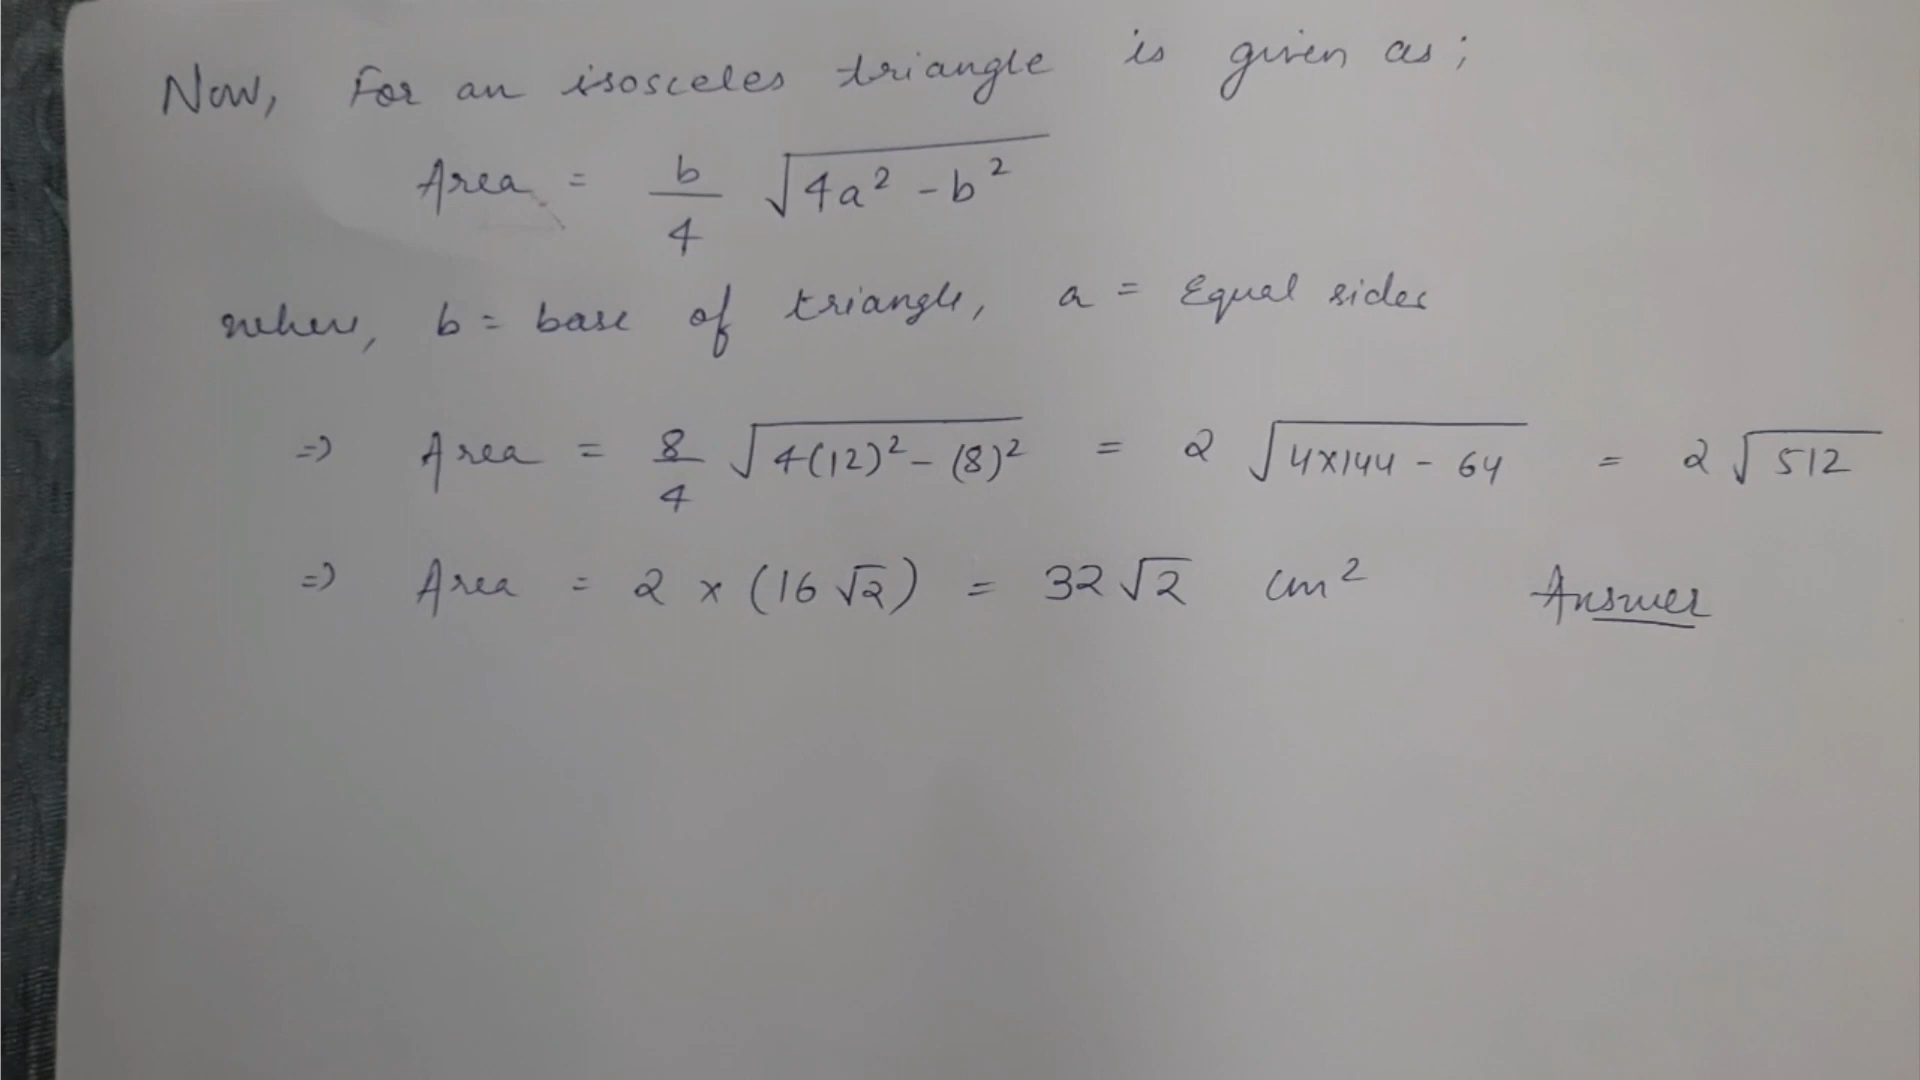 Now, For an isosceles triangle is given as;
Area = b/4 √(4a² - b²)
where, b = base of triangle, a = Equal sides
⇒ Area = 8/4 √(4(12)² - (8)²) = 2 √(4×144 - 64) = 2 √512
⇒ Area = 2 × (16√2) = 32√2 cm² Answer